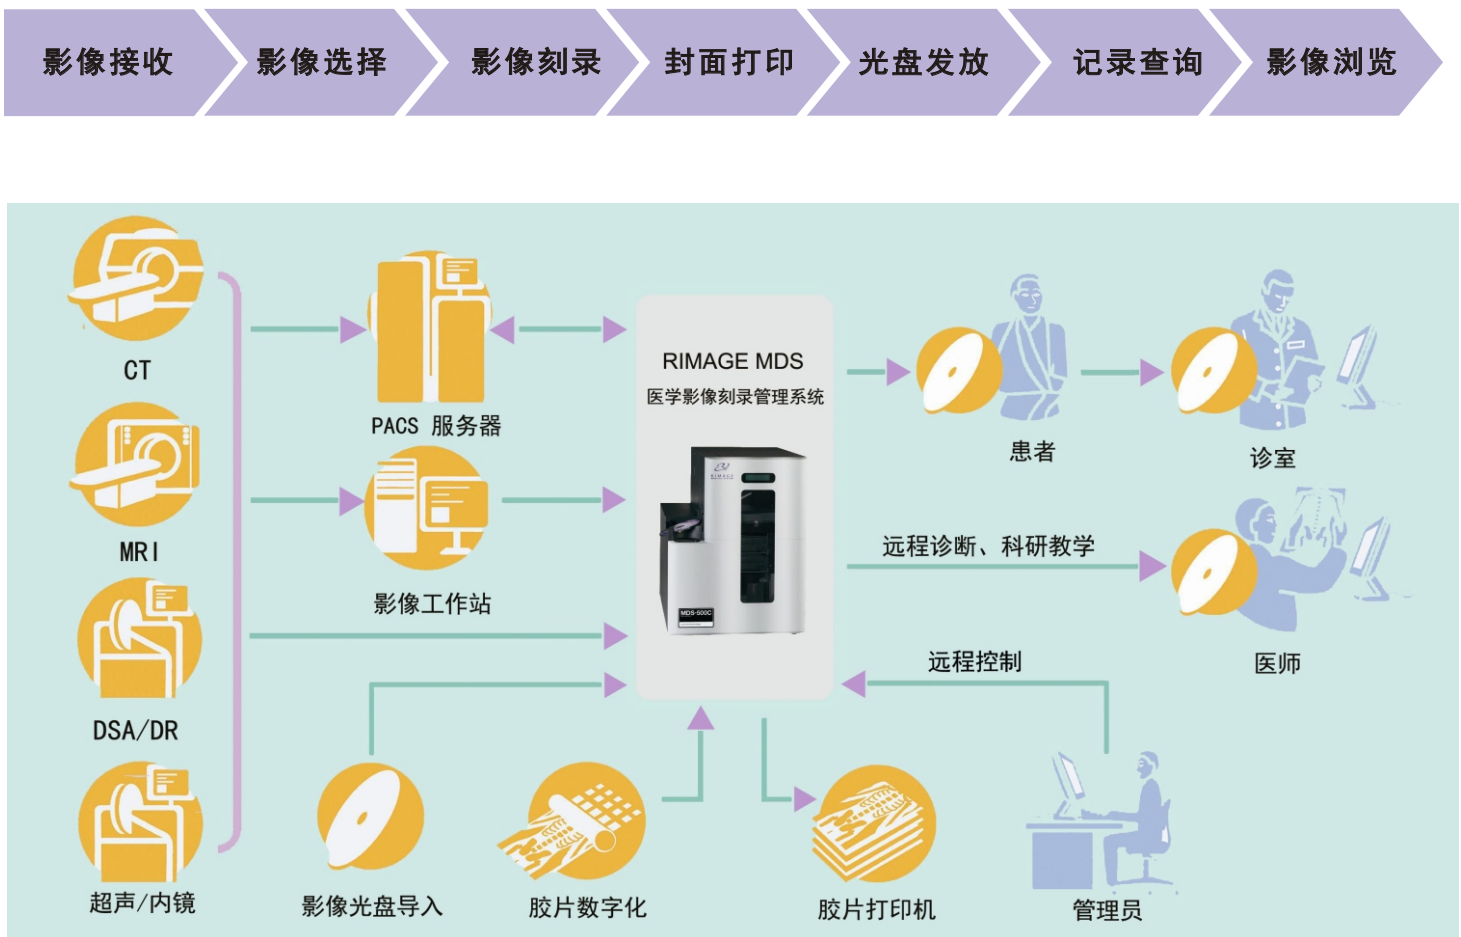 影像接收
影像选择
影像刻录
封面打印
光盘发放
记录查询
影像浏览
CT
MRI
DSA/DR
超声/内镜
PACS 服务器
影像工作站
影像光盘导入
胶片数字化
RIMAGE MDS
医学影像刻录管理系统
RIMAGE
MDS-500C
胶片打印机
患者
诊室
远程诊断、科研教学
医师
远程控制
管理员